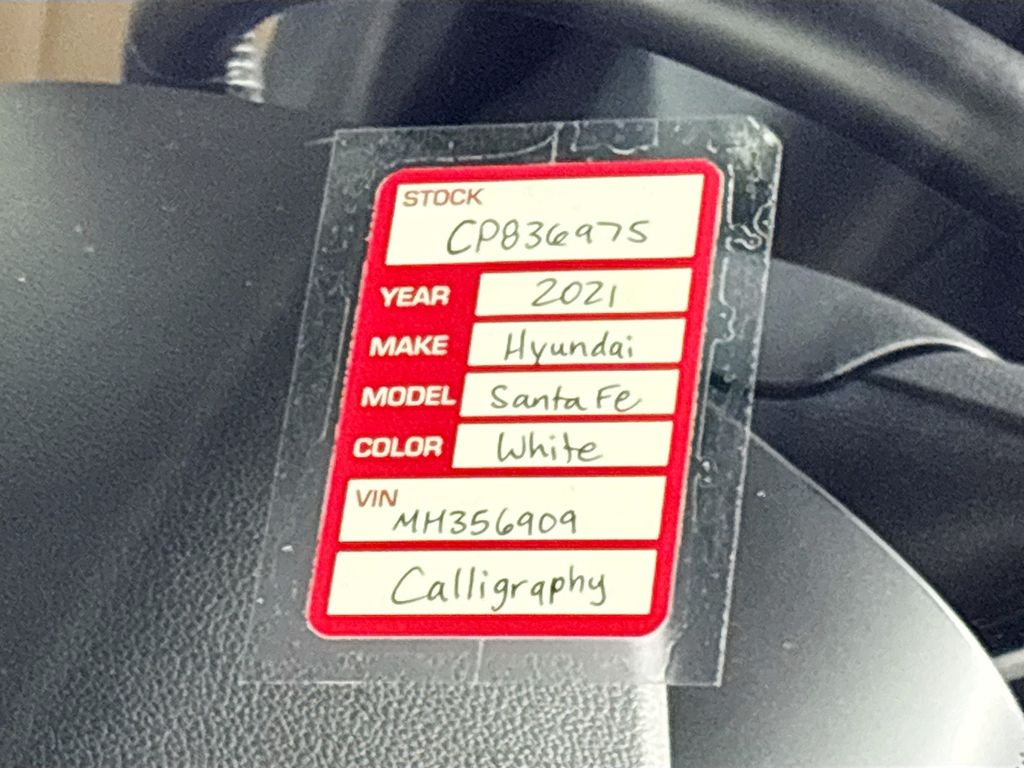 STOCK
CP836975
YEAR 2021
MAKE Hyundai
MODEL Santa Fe
COLOR White
VIN
MH356909
Calligraphy